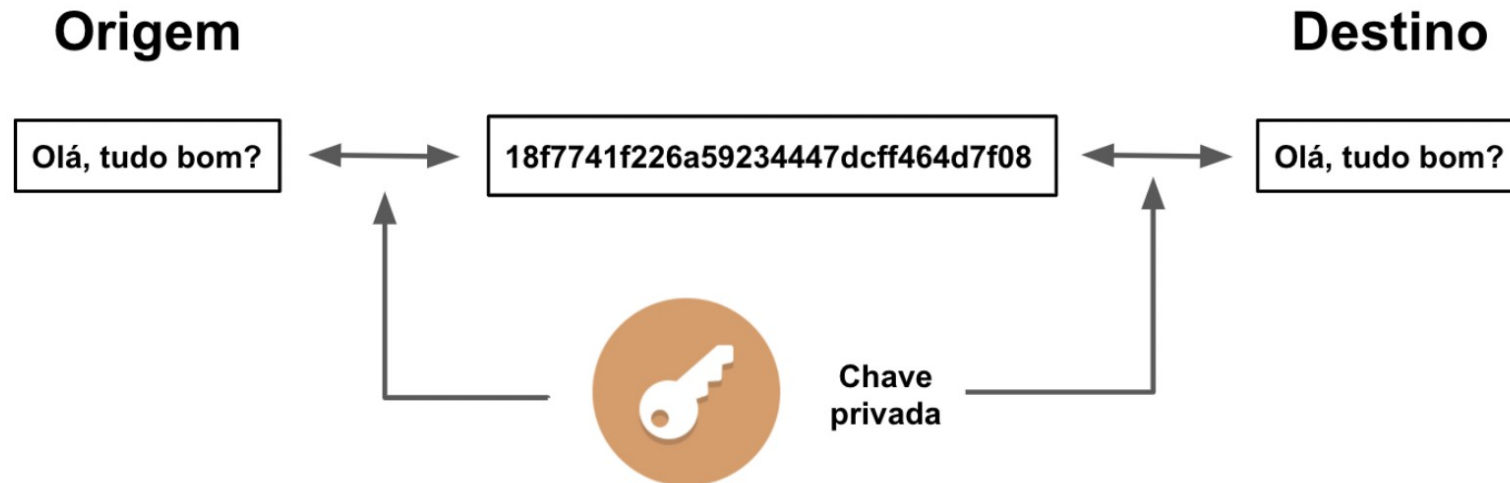 Origem
Destino
Olá, tudo bom?
18f7741f226a59234447dcff464d7f08
Olá, tudo bom?
Chave
privada